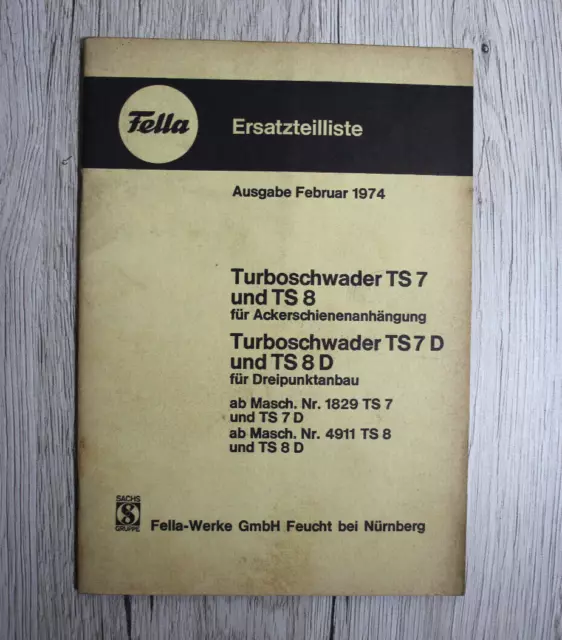 Fella
Ersatzteilliste
Ausgabe Februar 1974
Turboschwader TS 7
und TS 8
für Ackerschienenanhängung
Turboschwader TS 7 D
und TS 8 D
für Dreipunktanbau
ab Masch. Nr. 1829 TS 7
und TS 7 D
ab Masch. Nr. 4911 TS 8
und TS 8 D
SACHS
S
GRUPPE
Fella-Werke GmbH Feucht bei Nürnberg